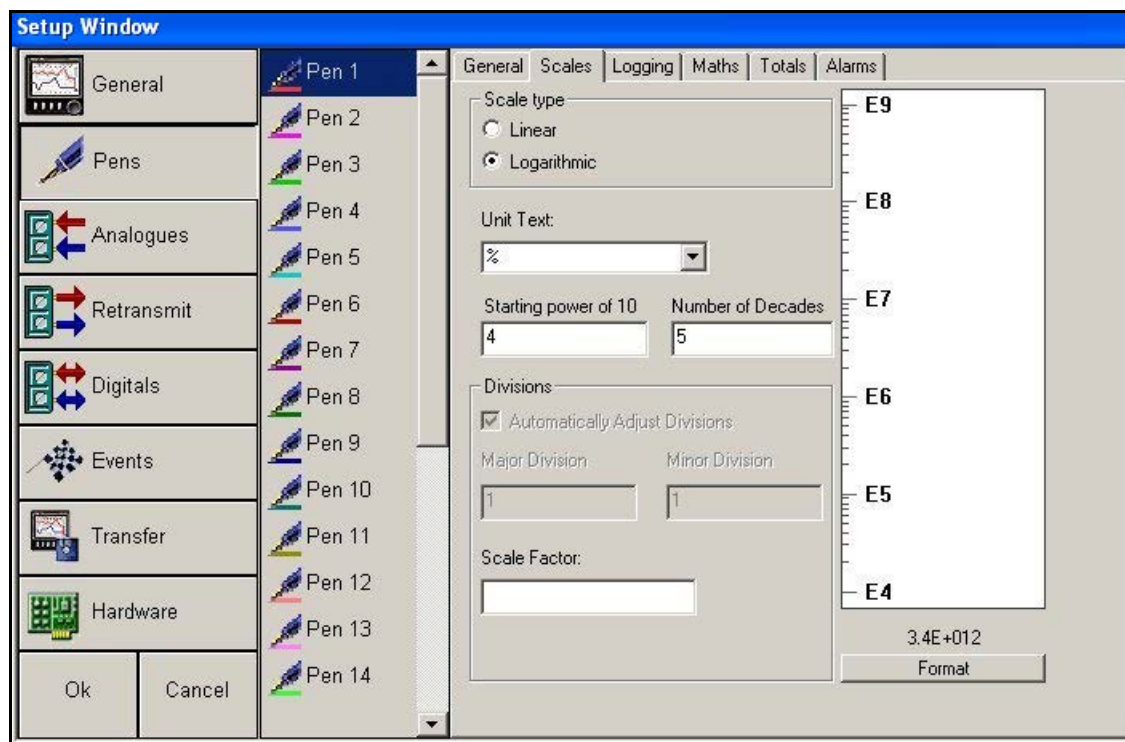 Setup Window
General
Pens
Analogues
Retransmit
Digitals
Events
Transfer
Hardware
Ok Cancel
Pen 1
Pen 2
Pen 3
Pen 4
Pen 5
Pen 6
Pen 7
Pen 8
Pen 9
Pen 10
Pen 11
Pen 12
Pen 13
Pen 14
General Scales Logging Maths Totals Alarms
Scale type
Linear
Logarithmic
Unit Text:
%
Starting power of 10 Number of Decades
4 5
Divisions
Automatically Adjust Divisions
Major Division Minor Division
1 1
Scale Factor:
E9
E8
E7
E6
E5
E4
3.4E+012
Format